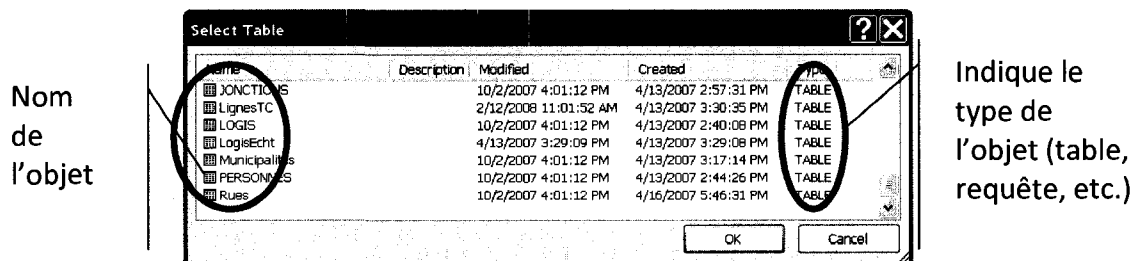 Select Table
Name Description Modified Created Type
JONCTIONS 10/2/2007 4:01:12 PM 4/13/2007 2:57:31 PM TABLE
LignesTC 2/12/2008 11:01:52 AM 4/13/2007 3:30:35 PM TABLE
LOGIS 10/2/2007 4:01:12 PM 4/13/2007 2:40:08 PM TABLE
LogisEcht 4/13/2007 3:29:09 PM 4/13/2007 3:29:08 PM TABLE
Municipalités 10/2/2007 4:01:12 PM 4/13/2007 3:17:14 PM TABLE
PERSONNES 10/2/2007 4:01:12 PM 4/13/2007 2:44:26 PM TABLE
Rues 10/2/2007 4:01:12 PM 4/16/2007 5:46:31 PM TABLE
OK Cancel
Nom
de
l'objet
Indique le
type de
l'objet (table,
requête, etc.)